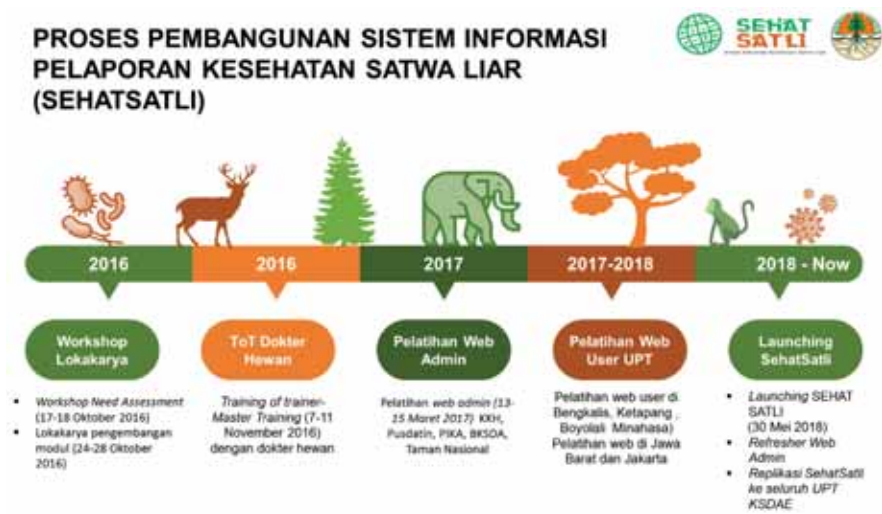 PROSES PEMBANGUNAN SISTEM INFORMASI
PELAPORAN KESEHATAN SATWA LIAR
(SEHATSATLI)
SEHAT
SATLI
2016
2016
2017
2017-2018
2018 - Now
Workshop
Lokakarya
ToT Dokter
Hewan
Pelatihan Web
Admin
Pelatihan Web
User UPT
Launching
SehatSatli
▪ Workshop Need Assessment
(17-18 Oktober 2016)
▪ Lokakarya pengembangan
modul (24-28 Oktober
2016)
Training of trainer-
Master Training (7-11
November 2016)
dengan dokter hewan
Pelatihan web admin (13-
15 Maret 2017) KKH,
Pusdatin, PIKA, BKSDA,
Taman Nasional
Pelatihan web user di
Bengkalis, Ketapang ,
Boyolali Minahasa)
Pelatihan web di Jawa
Barat dan Jakarta
▪ Launching SEHAT
SATLI
(30 Mei 2018)
▪ Refresher Web
Admin
▪ Replikasi SehatSatli
ke seluruh UPT
KSDAE